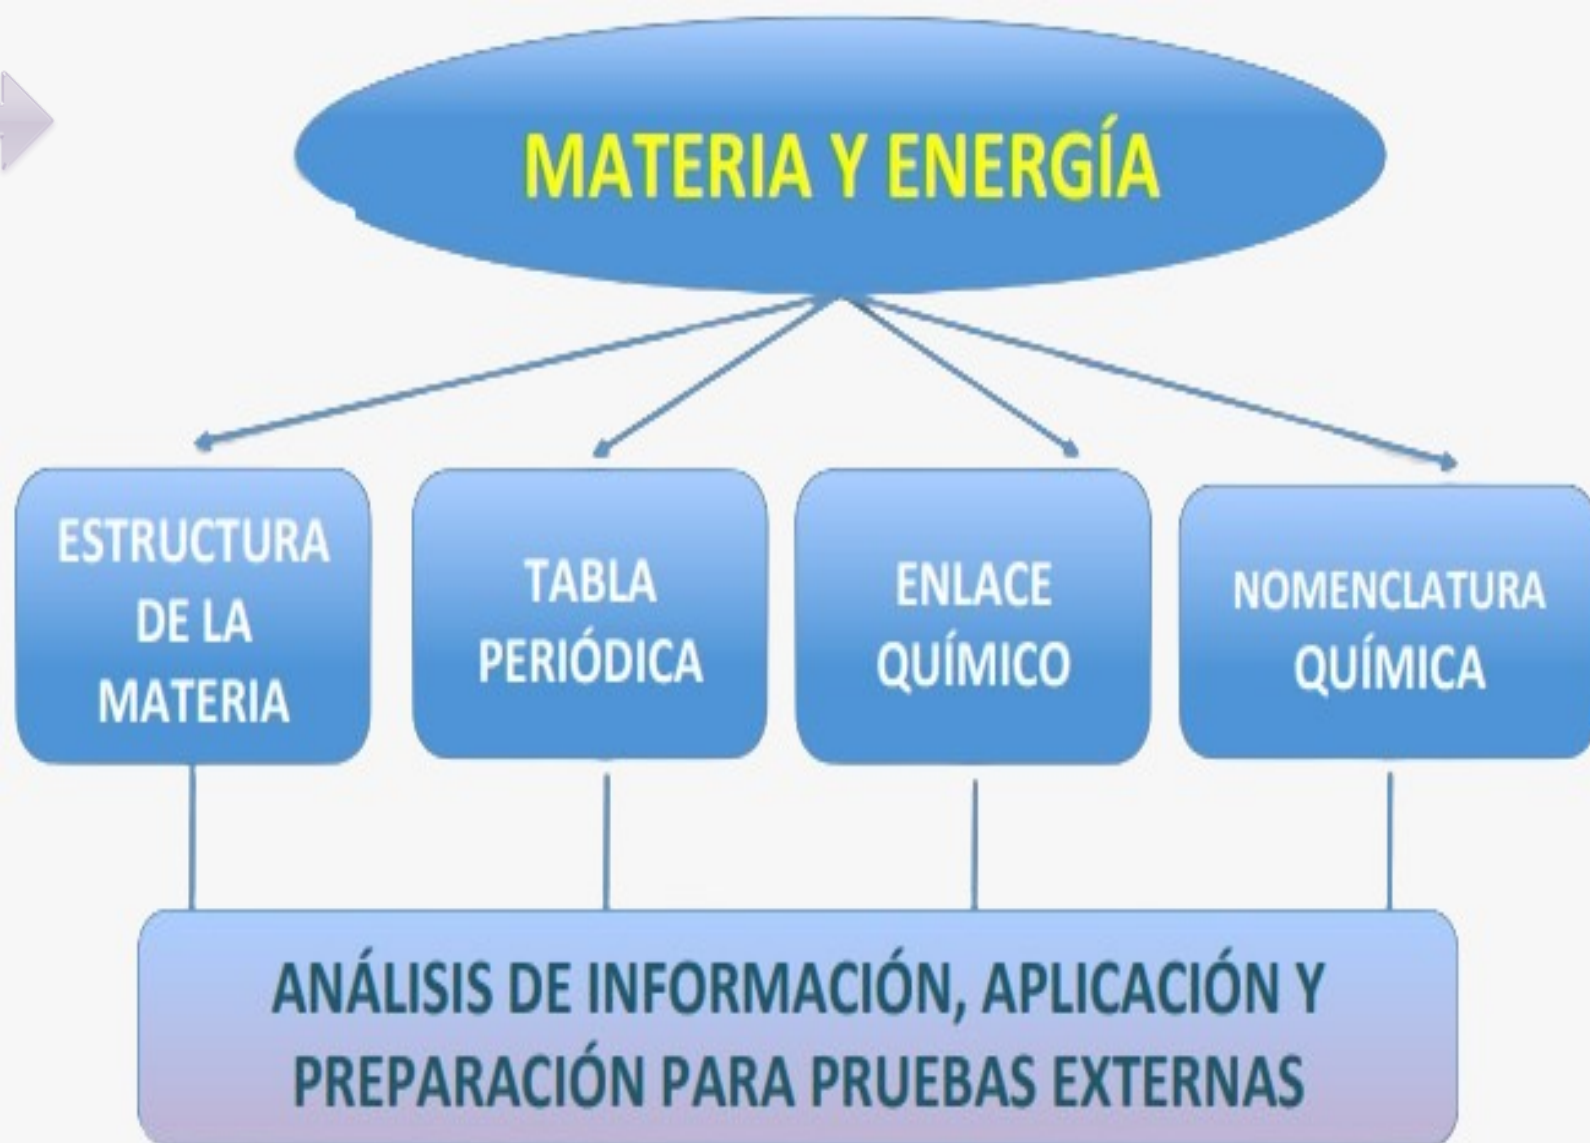 MATERIA Y ENERGÍA
ESTRUCTURA
DE LA
MATERIA
TABLA
PERIÓDICA
ENLACE
QUÍMICO
NOMENCLATURA
QUÍMICA
ANÁLISIS DE INFORMACIÓN, APLICACIÓN Y
PREPARACIÓN PARA PRUEBAS EXTERNAS